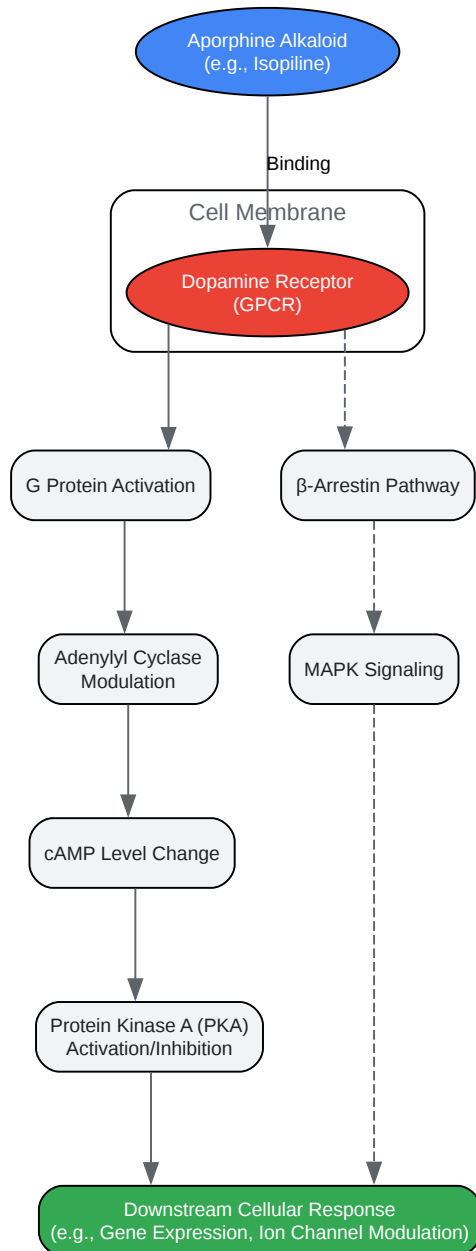 Aporphine Alkaloid
(e.g., Isopiline)
Binding
Cell Membrane
Dopamine Receptor
(GPCR)
G Protein Activation
β-Arrestin Pathway
Adenylyl Cyclase
Modulation
MAPK Signaling
cAMP Level Change
Protein Kinase A (PKA)
Activation/Inhibition
Downstream Cellular Response
(e.g., Gene Expression, Ion Channel Modulation)